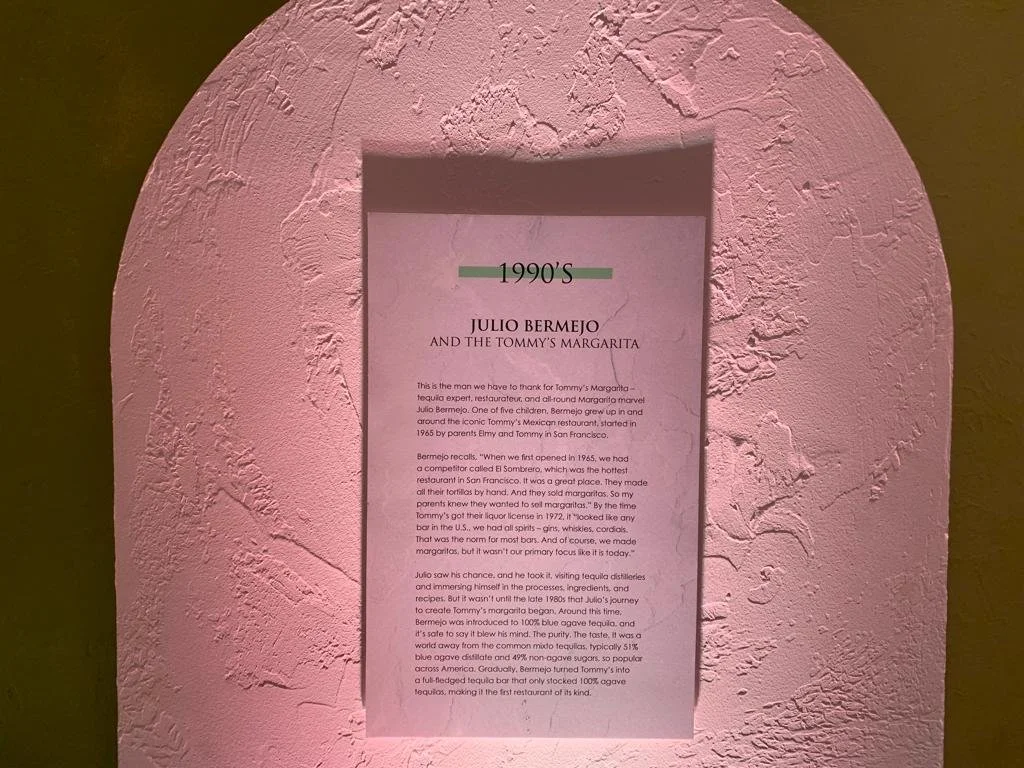 1990'S
JULIO BERMEJO
AND THE TOMMY'S MARGARITA
This is the man we have to thank for Tommy's Margarita –
tequila expert, restaurateur, and all-round Margarita marvel
Julio Bermejo. One of five children, Bermejo grew up in and
around the iconic Tommy's Mexican restaurant, started in
1965 by parents Elmy and Tommy in San Francisco.
Bermejo recalls, "When we first opened in 1965, we had
a competitor called El Sombrero, which was the hottest
restaurant in San Francisco. It was a great place. They made
all their tortillas by hand. And they sold margaritas. So my
parents knew they wanted to sell margaritas." By the time
Tommy's got their liquor license in 1972, it "looked like any
bar in the U.S., we had all spirits – gins, whiskies, cordials.
That was the norm for most bars. And of course, we made
margaritas, but it wasn't our primary focus like it is today."
Julio saw his chance, and he took it, visiting tequila distilleries
and immersing himself in the processes, ingredients, and
recipes. But it wasn't until the late 1980s that Julio's journey
to create Tommy's margarita began. Around this time,
Bermejo was introduced to 100% blue agave tequila, and
it's safe to say it blew his mind. The purity. The taste. It was a
world away from the common mixto tequilas, typically 51%
blue agave distillate and 49% non-agave sugars, so popular
across America. Gradually, Bermejo turned Tommy's into
a full-fledged tequila bar that only stocked 100% agave
tequilas, making it the first restaurant of its kind.